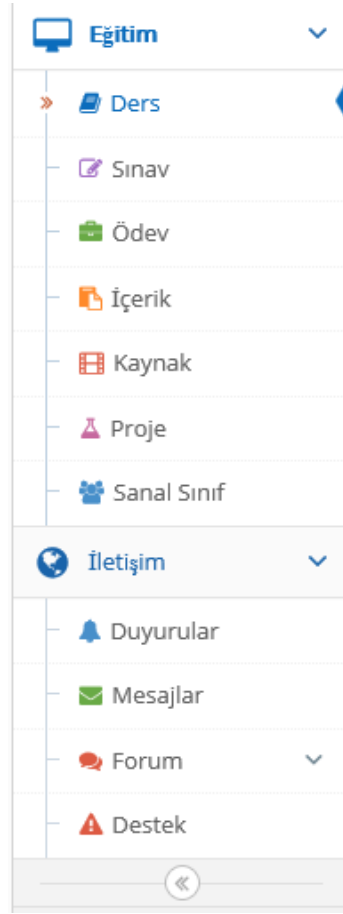 Eğitim
Ders
Sınav
Ödev
İçerik
Kaynak
Proje
Sanal Sınıf
İletişim
Duyurular
Mesajlar
Forum
Destek